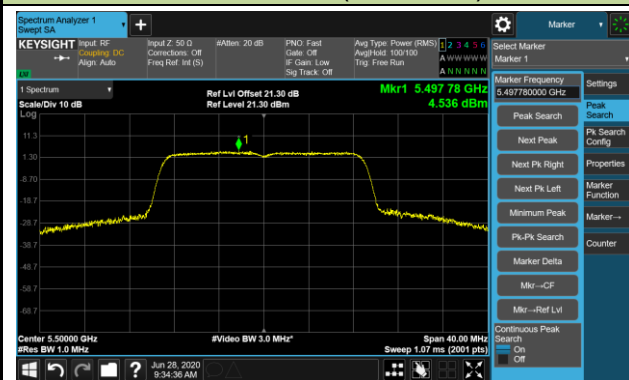 Spectrum Analyzer 1
Swept SA
Marker
KEYSIGHT
Input: RF
Coupling: DC
Align: Auto
Input Z: 50 Ω
Corrections: Off
Freq Ref: Int (S)
#Atten: 20 dB
PNO: Fast
Gate: Off
IF Gain: Low
Sig Track: Off
Avg Type: Power (RMS)
Avg|Hold: 100/100
Trig: Free Run
1 2 3 4 5 6
A W W W W W
A N N N N N
Select Marker
Marker 1
1 Spectrum
Scale/Div 10 dB
Log
Ref Lvl Offset 21.30 dB
Ref Level 21.30 dBm
Mkr1 5.497 78 GHz
4.536 dBm
11.3
1.30
-8.70
-18.7
-28.7
-38.7
-48.7
-58.7
-68.7
1
Center 5.50000 GHz
#Res BW 1.0 MHz
#Video BW 3.0 MHz*
Span 40.00 MHz
Sweep 1.07 ms (2001 pts)
Marker Frequency
5.497780000 GHz
Peak Search
Next Peak
Next Pk Right
Next Pk Left
Minimum Peak
Pk-Pk Search
Marker Delta
Mkr→CF
Mkr→Ref Lvl
Continuous Peak
Search
On
Off
Settings
Peak
Search
Pk Search
Config
Properties
Marker
Function
Marker→
Counter
Jun 28, 2020
9:34:36 AM